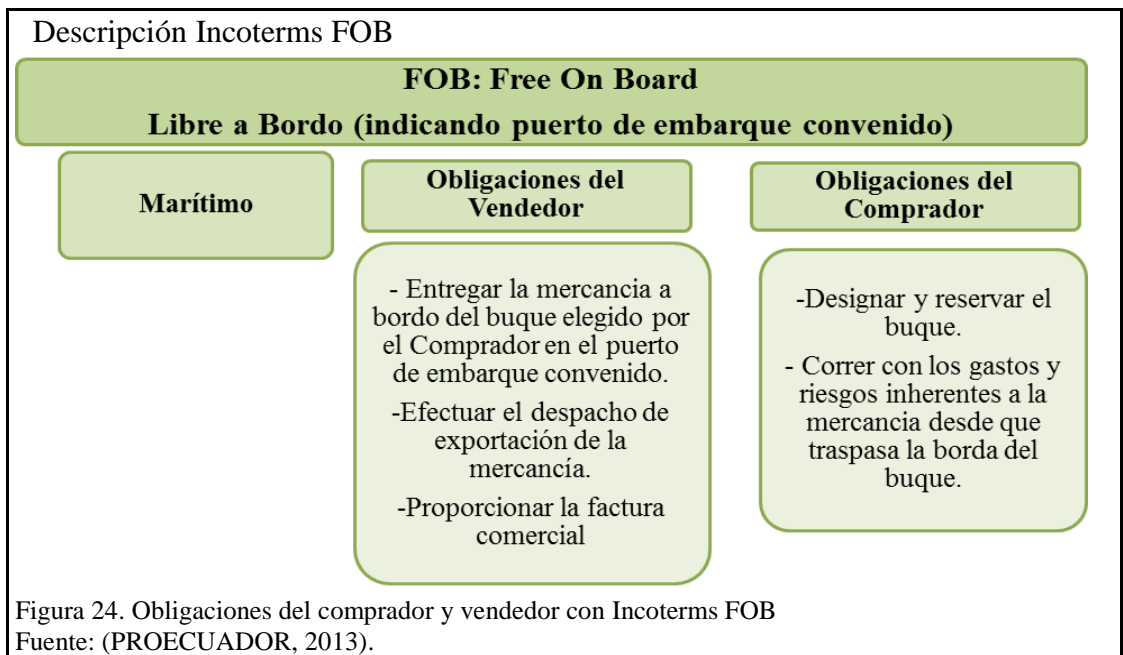 Descripción Incoterms FOB
FOB: Free On Board
Libre a Bordo (indicando puerto de embarque convenido)
Marítimo
Obligaciones del
Vendedor
- Entregar la mercancia a
bordo del buque elegido por
el Comprador en el puerto
de embarque convenido.
-Efectuar el despacho de
exportación de la
mercancía.
-Proporcionar la factura
comercial
Obligaciones del
Comprador
-Designar y reservar el
buque.
- Correr con los gastos y
riesgos inherentes a la
mercancia desde que
traspasa la borda del
buque.
Figura 24. Obligaciones del comprador y vendedor con Incoterms FOB
Fuente: (PROECUADOR, 2013).